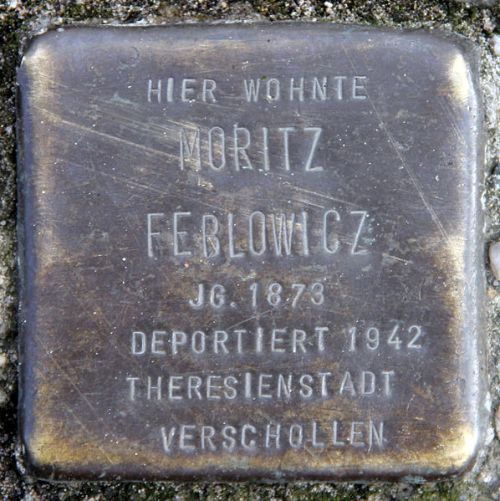 HIER WOHNTE
MORITZ
FEBLOWICZ
JG. 1873
DEPORTIERT 1942
THERESIENSTADT
VERSCHOLLEN